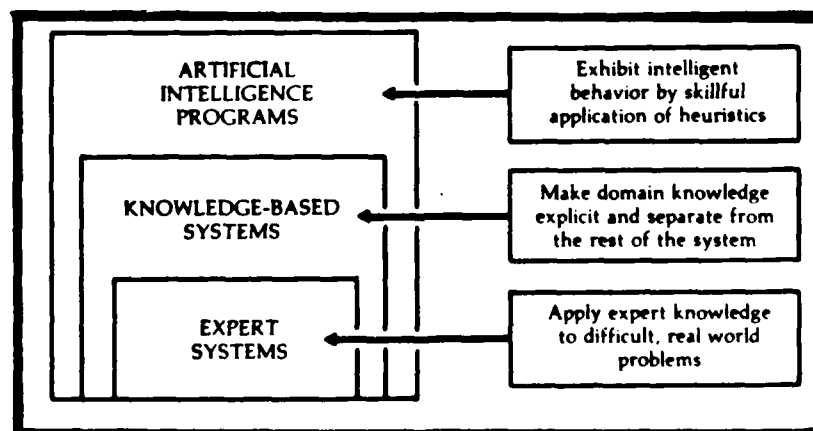 ARTIFICIAL
INTELLIGENCE
PROGRAMS
Exhibit intelligent
behavior by skillful
application of heuristics
KNOWLEDGE-BASED
SYSTEMS
Make domain knowledge
explicit and separate from
the rest of the system
EXPERT
SYSTEMS
Apply expert knowledge
to difficult, real world
problems